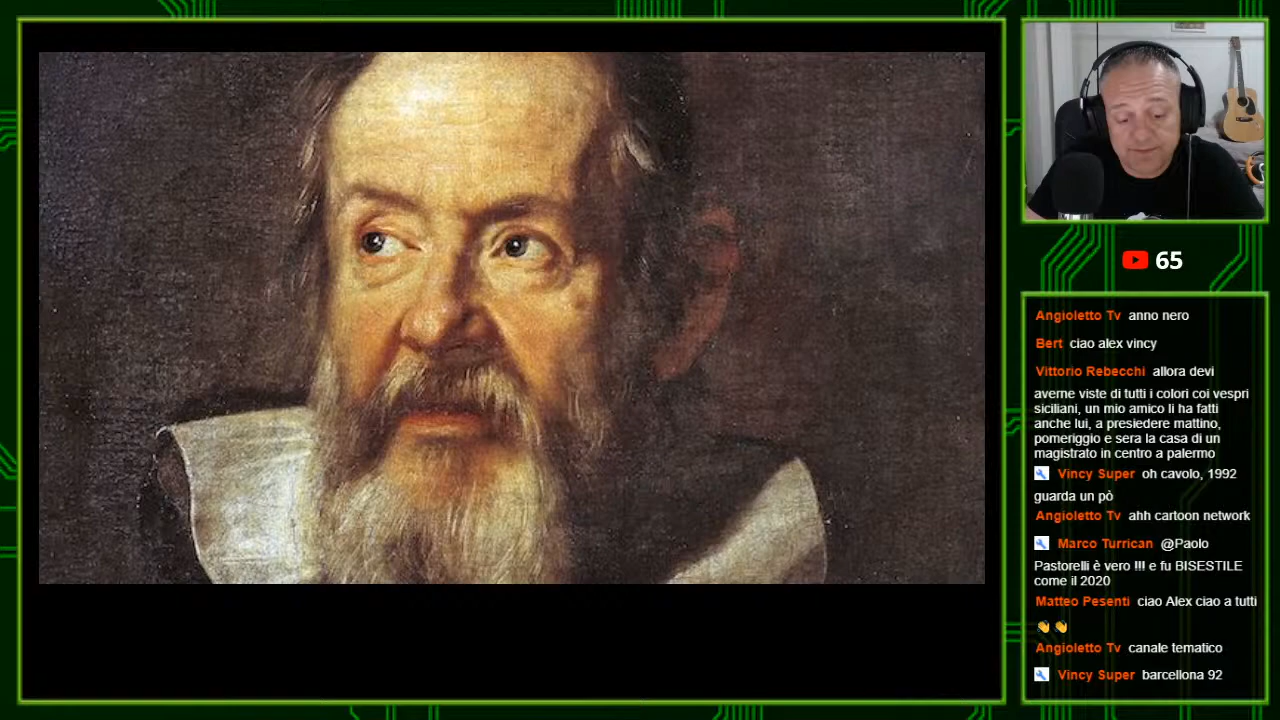 65
Angioletto Tv anno nero
Bert ciao alex vincy
Vittorio Rebecchi allora devi
averne viste di tutti i colori coi vespri
siciliani, un mio amico li ha fatti
anche lui, a presiedere mattino,
pomeriggio e sera la casa di un
magistrato in centro a palermo
Vincy Super oh cavolo, 1992
guarda un pò
Angioletto Tv ahh cartoon network
Marco Turrican @Paolo
Pastorelli è vero !!! e fu BISESTILE
come il 2020
Matteo Pesenti ciao Alex ciao a tutti
👏👏
Angioletto Tv canale tematico
Vincy Super barcellona 92